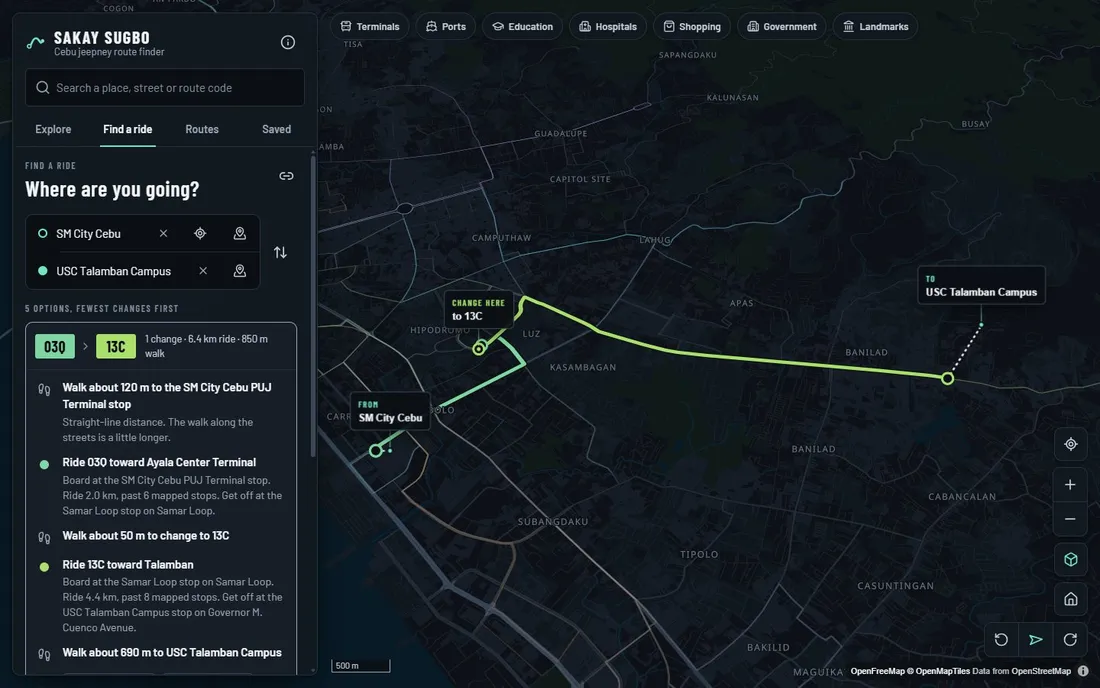 SAKAY SUGBO
Cebu jeepney route finder
Search a place, street or route code
Explore
Find a ride
Routes
Saved
FIND A RIDE
Where are you going?
SM City Cebu
USC Talamban Campus
5 OPTIONS, FEWEST CHANGES FIRST
03Q
13C
1 change · 6.4 km ride · 850 m
walk
Walk about 120 m to the SM City Cebu PUJ
Terminal stop
Straight-line distance. The walk along the
streets is a little longer.
Ride 03Q toward Ayala Center Terminal
Board at the SM City Cebu PUJ Terminal stop.
Ride 2.0 km, past 6 mapped stops. Get off at the
Samar Loop stop on Samar Loop.
Walk about 50 m to change to 13C
Ride 13C toward Talamban
Board at the Samar Loop stop on Samar Loop.
Ride 4.4 km, past 8 mapped stops. Get off at the
USC Talamban Campus stop on Governor M.
Cuenco Avenue.
Walk about 690 m to USC Talamban Campus
Terminals
Ports
Education
Hospitals
Shopping
Government
Landmarks
COGON
TISA
SAPANGDAKU
KALUNASAN
BUSAY
GUADALUPE
CAPITOL SITE
CAMPUTHAW
LAHUG
TO
USC Talamban Campus
CHANGE HERE
to 13C
APAS
HIPODROMO
LUZ
BANILAD
KASAMBAGAN
FROM
SM City Cebu
BANILAD
CABANCALAN
SUBANGDAKU
TIPOLO
CASUNTINGAN
BAKILID
MAGUIKA
500 m
OpenFreeMap © OpenMapTiles Data from OpenStreetMap